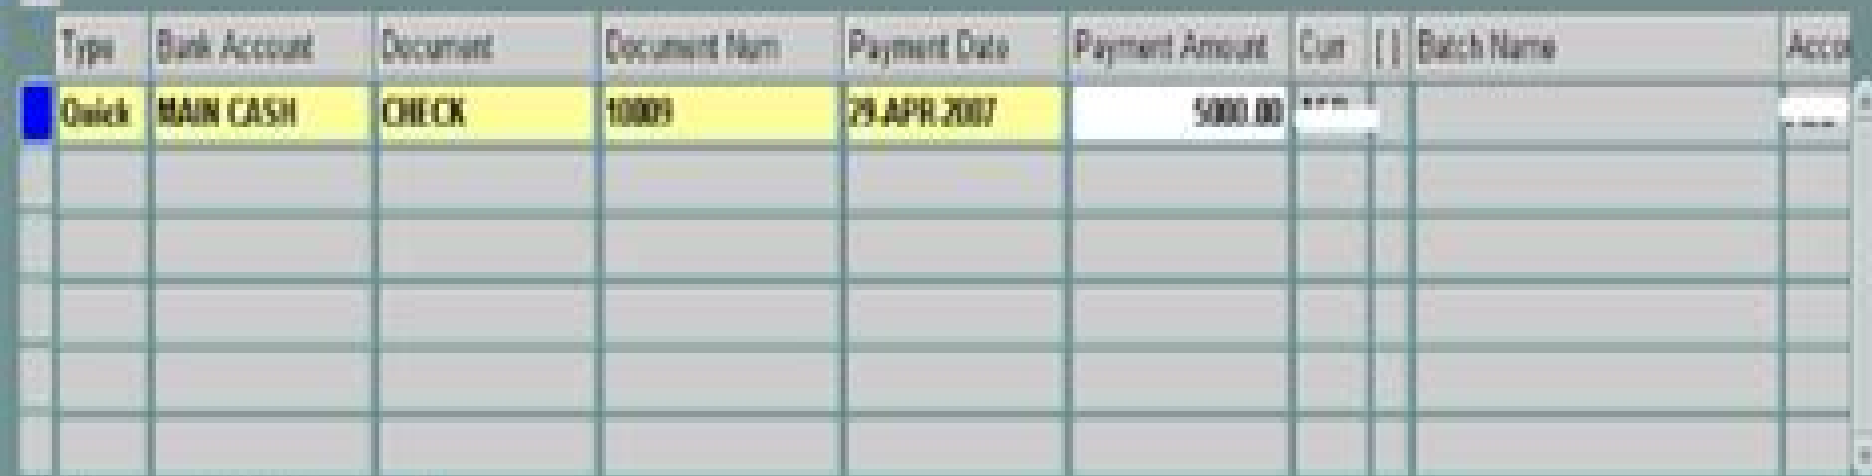 Type Bank Account Document Document Num Payment Date Payment Amount Curr [ ] Batch Name Acco
Quick MAIN CASH CHECK 10009 29-APR-2007 5000.00